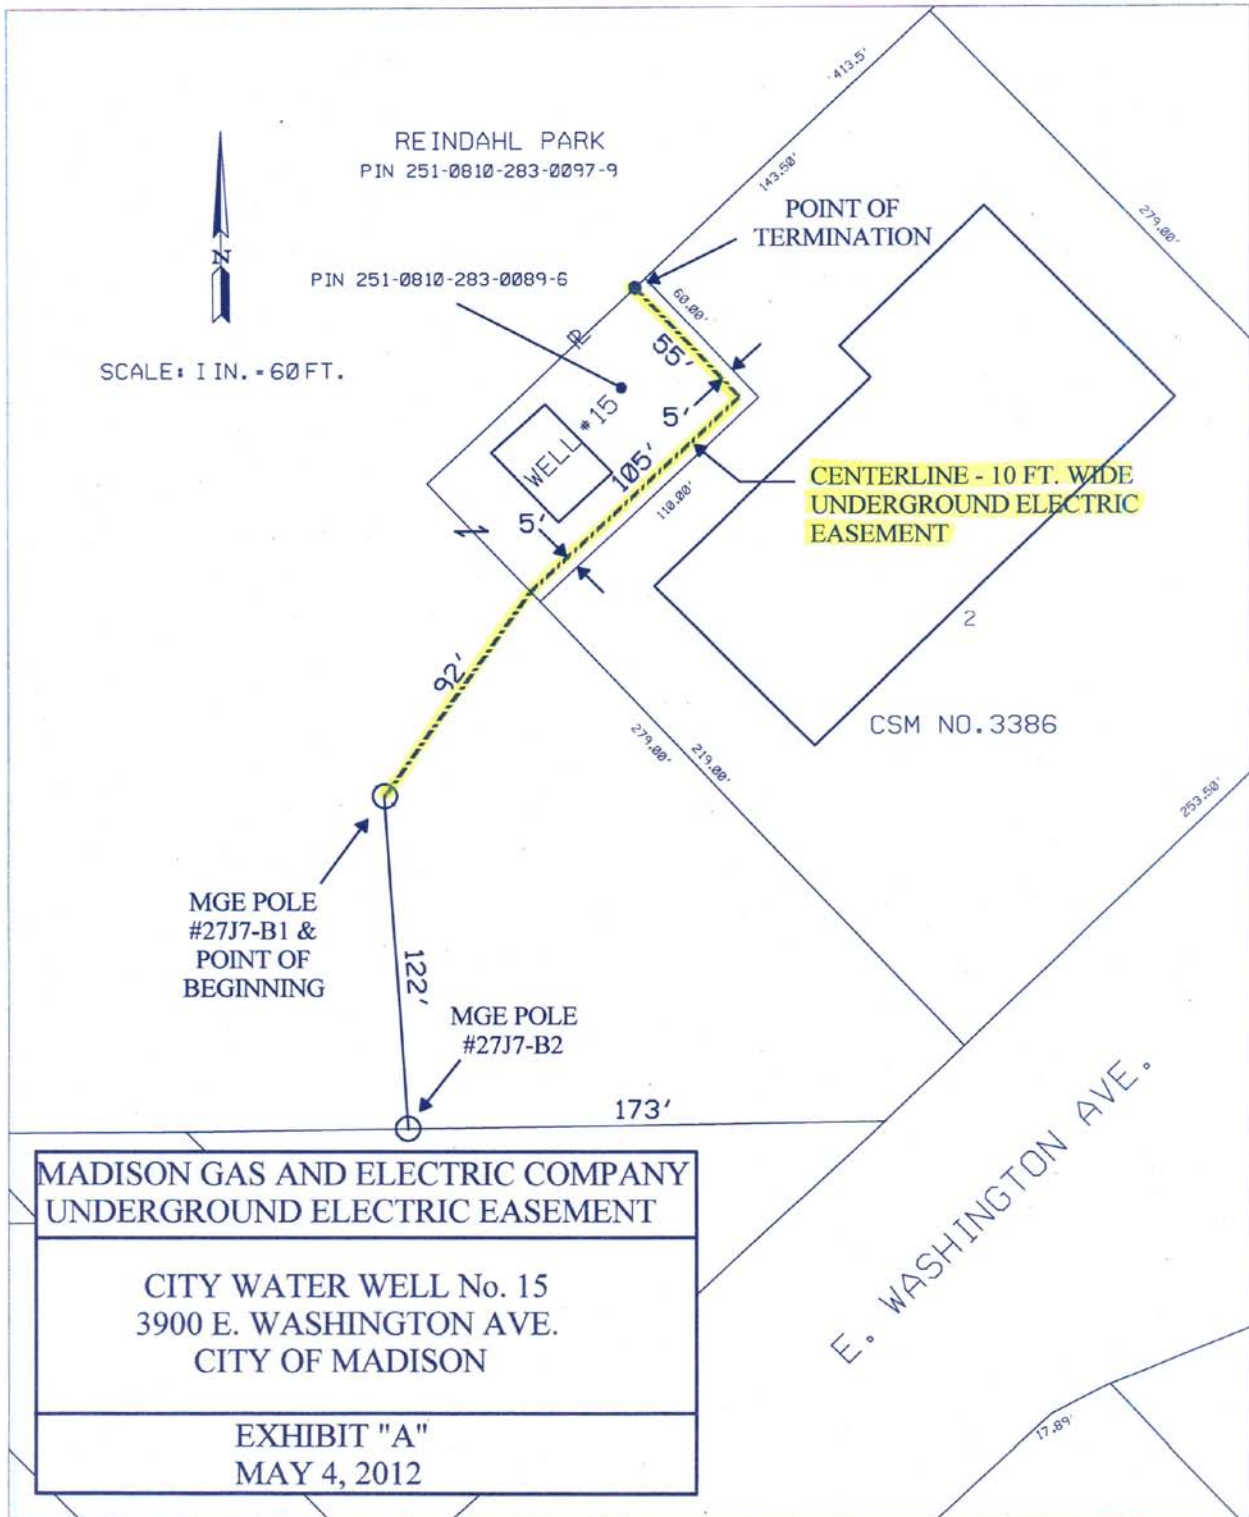 413.5'
REINDAHL PARK
PIN 251-0810-283-0097-9
143.50'
279.00'
POINT OF
TERMINATION
N
PIN 251-0810-283-0089-6
60.00'
SCALE: 1 IN. = 60 FT.
55'
5'
WELL #15
105'
110.00'
5'
CENTERLINE - 10 FT. WIDE
UNDERGROUND ELECTRIC
EASEMENT
2
92'
CSM NO. 3386
279.00'
219.00'
253.50'
MGE POLE
#27J7-B1 &
POINT OF
BEGINNING
122'
MGE POLE
#27J7-B2
173'
E. WASHINGTON AVE.
MADISON GAS AND ELECTRIC COMPANY
UNDERGROUND ELECTRIC EASEMENT
CITY WATER WELL No. 15
3900 E. WASHINGTON AVE.
CITY OF MADISON
EXHIBIT "A"
MAY 4, 2012
17.89'